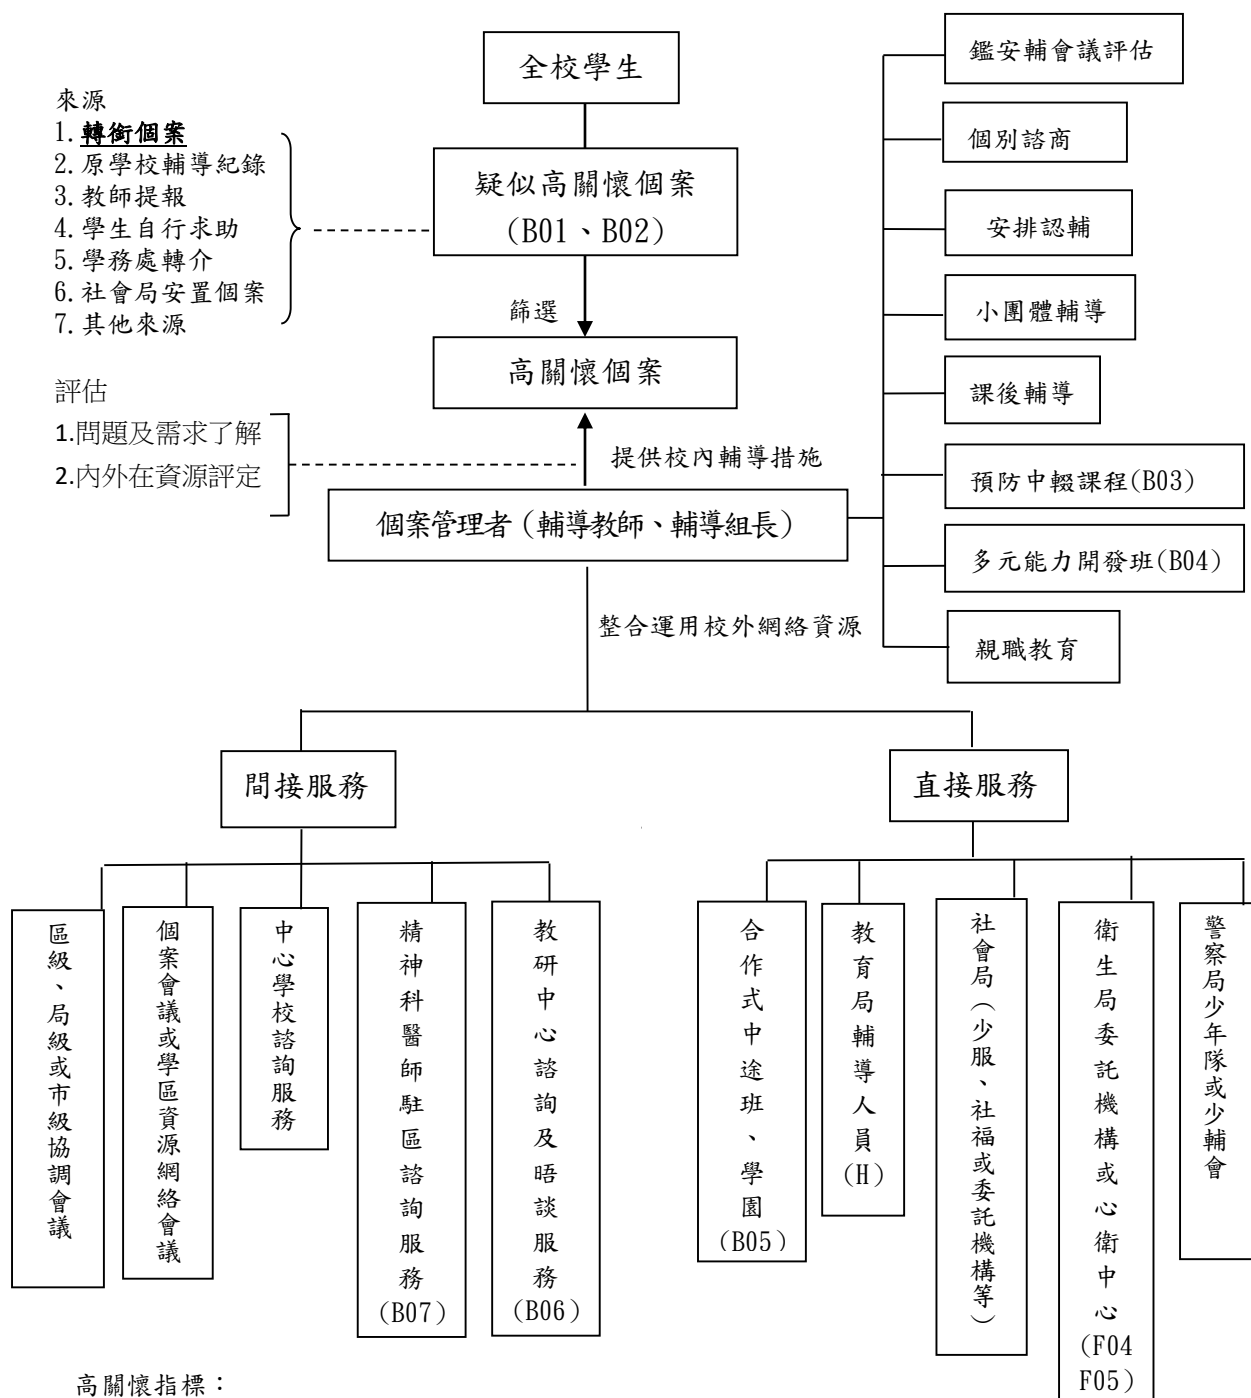 全校學生
來源
1. 轉銜個案
2. 原學校輔導紀錄
3. 教師提報
4. 學生自行求助
5. 學務處轉介
6. 社會局安置個案
7. 其他來源
疑似高關懷個案
(B01、B02)
篩選
高關懷個案
評估
1.問題及需求了解
2.內外在資源評定
提供校內輔導措施
個案管理者（輔導教師、輔導組長）
鑑安輔會議評估
個別諮商
安排認輔
小團體輔導
課後輔導
預防中輟課程(B03)
多元能力開發班(B04)
親職教育
整合運用校外網絡資源
間接服務
直接服務
區級、局級或市級協調會議
個案會議或學區資源網絡會議
中心學校諮詢服務
精神科醫師駐區諮詢服務
(B07)
教研中心諮詢及晤談服務
(B06)
合作式中途班、學園
(B05)
教育局輔導人員
(H)
社會局（少服、社福或委託機構等）
衛生局委託機構或心衛中心
(F04
F05)
警察局少年隊或少輔會
高關懷指標：